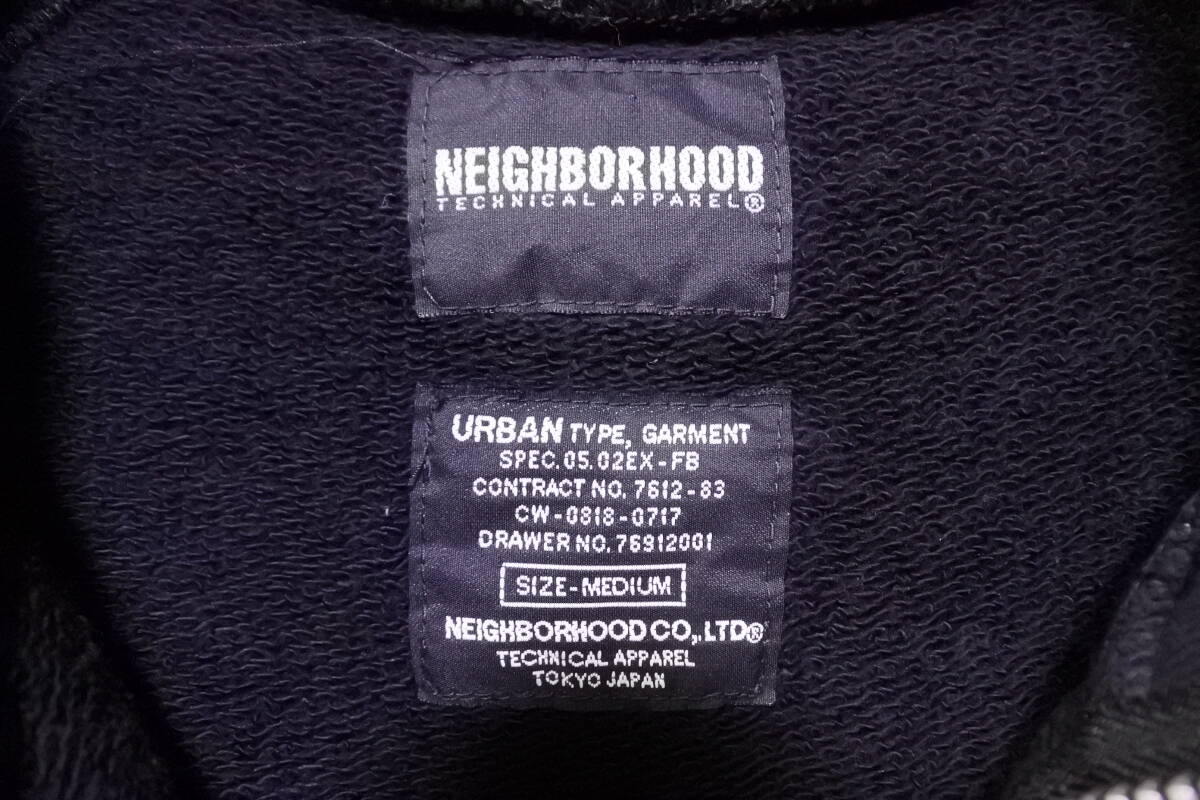 NEIGHBORHOOD
TECHNICAL APPAREL®
URBAN TYPE, GARMENT
SPEC.05.02EX-FB
CONTRACT NO. 7612-83
CW-0818-0717
DRAWER NO. 76912001
SIZE-MEDIUM
NEIGHBORHOOD CO,.LTD®
TECHNICAL APPAREL
TOKYO JAPAN